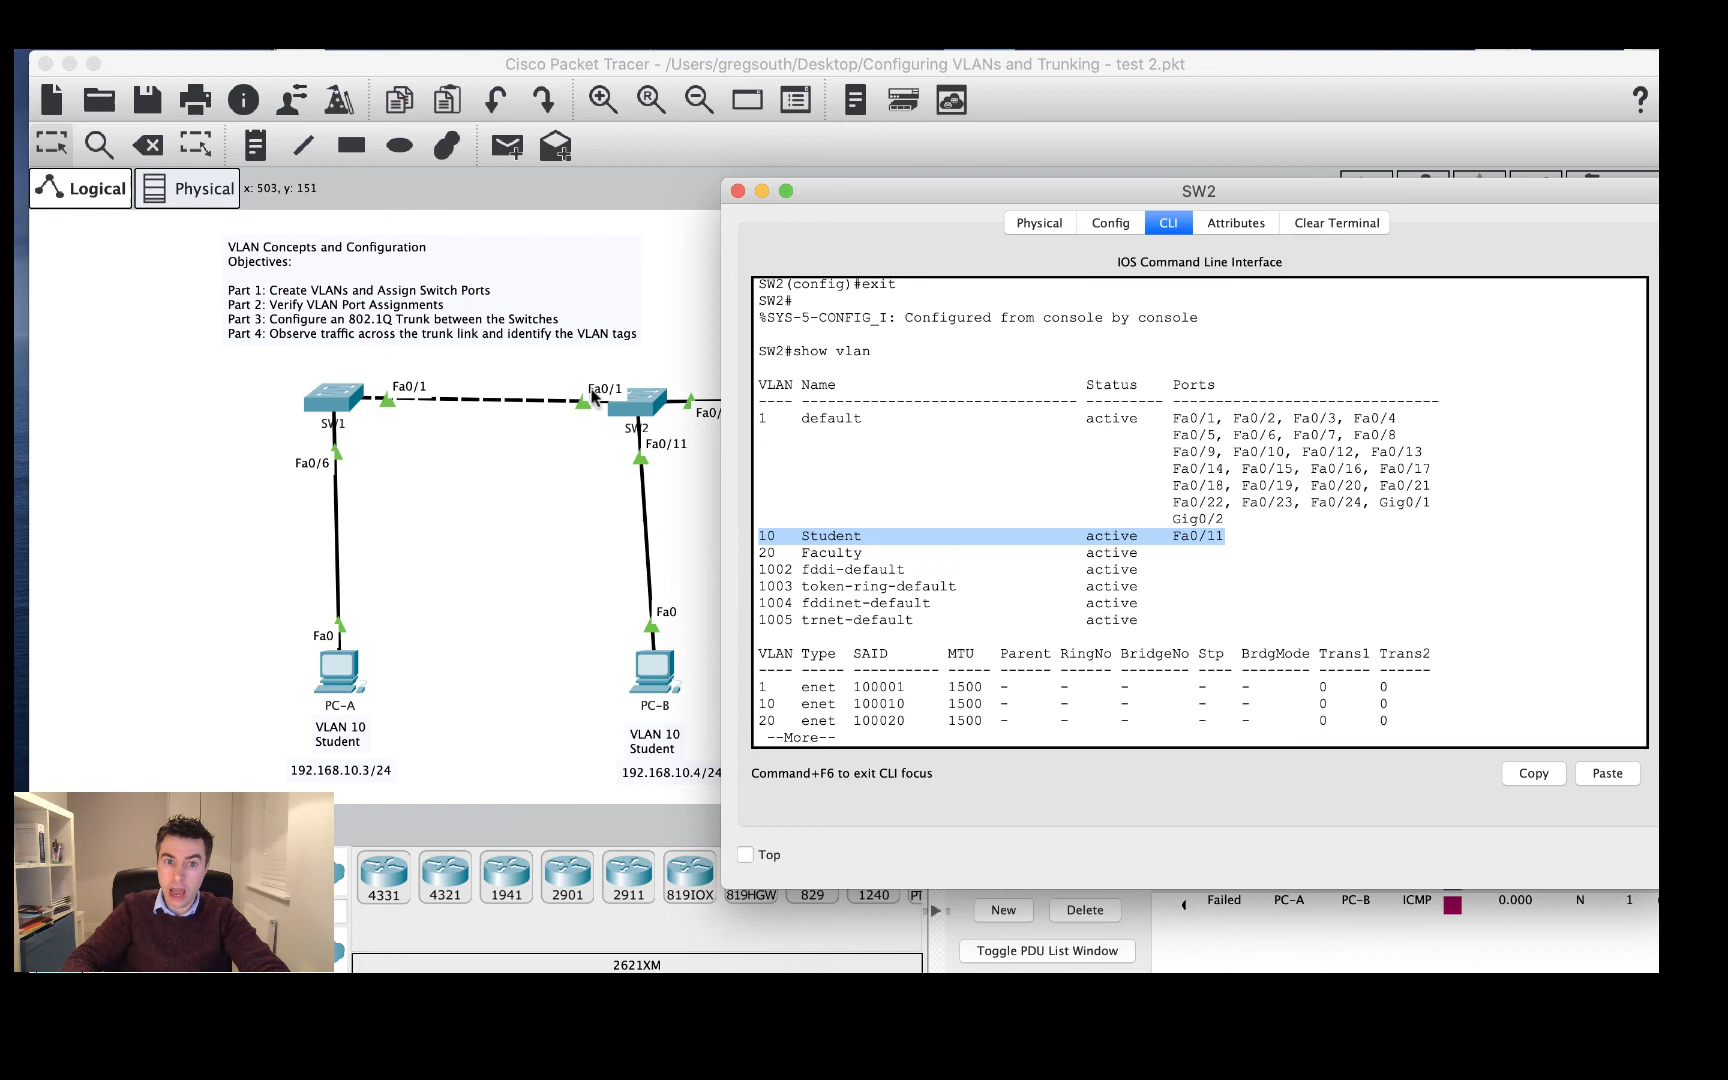 Cisco Packet Tracer - /Users/gregsouth/Desktop/Configuring VLANs and Trunking - test 2.pkt
Logical
Physical
x: 503, y: 151
VLAN Concepts and Configuration
Objectives:
Part 1: Create VLANs and Assign Switch Ports
Part 2: Verify VLAN Port Assignments
Part 3: Configure an 802.1Q Trunk between the Switches
Part 4: Observe traffic across the trunk link and identify the VLAN tags
Fa0/1
Fa0/1
SW1
SW2
Fa0/
Fa0/6
Fa0/11
Fa0
Fa0
PC-A
PC-B
VLAN 10
Student
VLAN 10
Student
192.168.10.3/24
192.168.10.4/24
SW2
Physical
Config
CLI
Attributes
Clear Terminal
IOS Command Line Interface
SW2(config)#exit
SW2#
%SYS-5-CONFIG_I: Configured from console by console
SW2#show vlan
VLAN Name Status Ports
---- -------------------------------- --------- -------------------------------
1 default active Fa0/1, Fa0/2, Fa0/3, Fa0/4
Fa0/5, Fa0/6, Fa0/7, Fa0/8
Fa0/9, Fa0/10, Fa0/12, Fa0/13
Fa0/14, Fa0/15, Fa0/16, Fa0/17
Fa0/18, Fa0/19, Fa0/20, Fa0/21
Fa0/22, Fa0/23, Fa0/24, Gig0/1
Gig0/2
10 Student active Fa0/11
20 Faculty active
1002 fddi-default active
1003 token-ring-default active
1004 fddinet-default active
1005 trnet-default active
VLAN Type SAID MTU Parent RingNo BridgeNo Stp BrdgMode Trans1 Trans2
---- ----- ---------- ----- ------ ------ -------- ---- -------- ------ ------
1 enet 100001 1500 - - - - - 0 0
10 enet 100010 1500 - - - - - 0 0
20 enet 100020 1500 - - - - - 0 0
--More--
Command+F6 to exit CLI focus
Copy
Paste
Top
4331
4321
1941
2901
2911
819IOX
819HGW
829
1240
PT
2621XM
New
Delete
Toggle PDU List Window
Failed PC-A PC-B ICMP 0.000 N 1